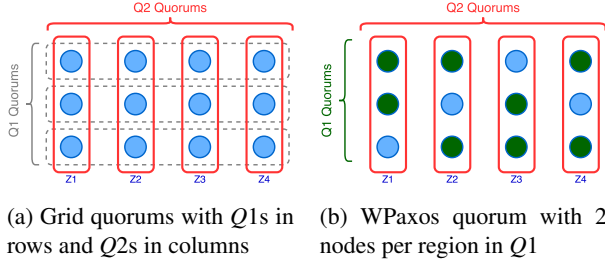 Q2 Quorums
Q1 Quorums
Z1 Z2 Z3 Z4
(a) Grid quorums with Q1s in
rows and Q2s in columns
Q2 Quorums
Q1 Quorums
Z1 Z2 Z3 Z4
(b) WPaxos quorum with 2
nodes per region in Q1